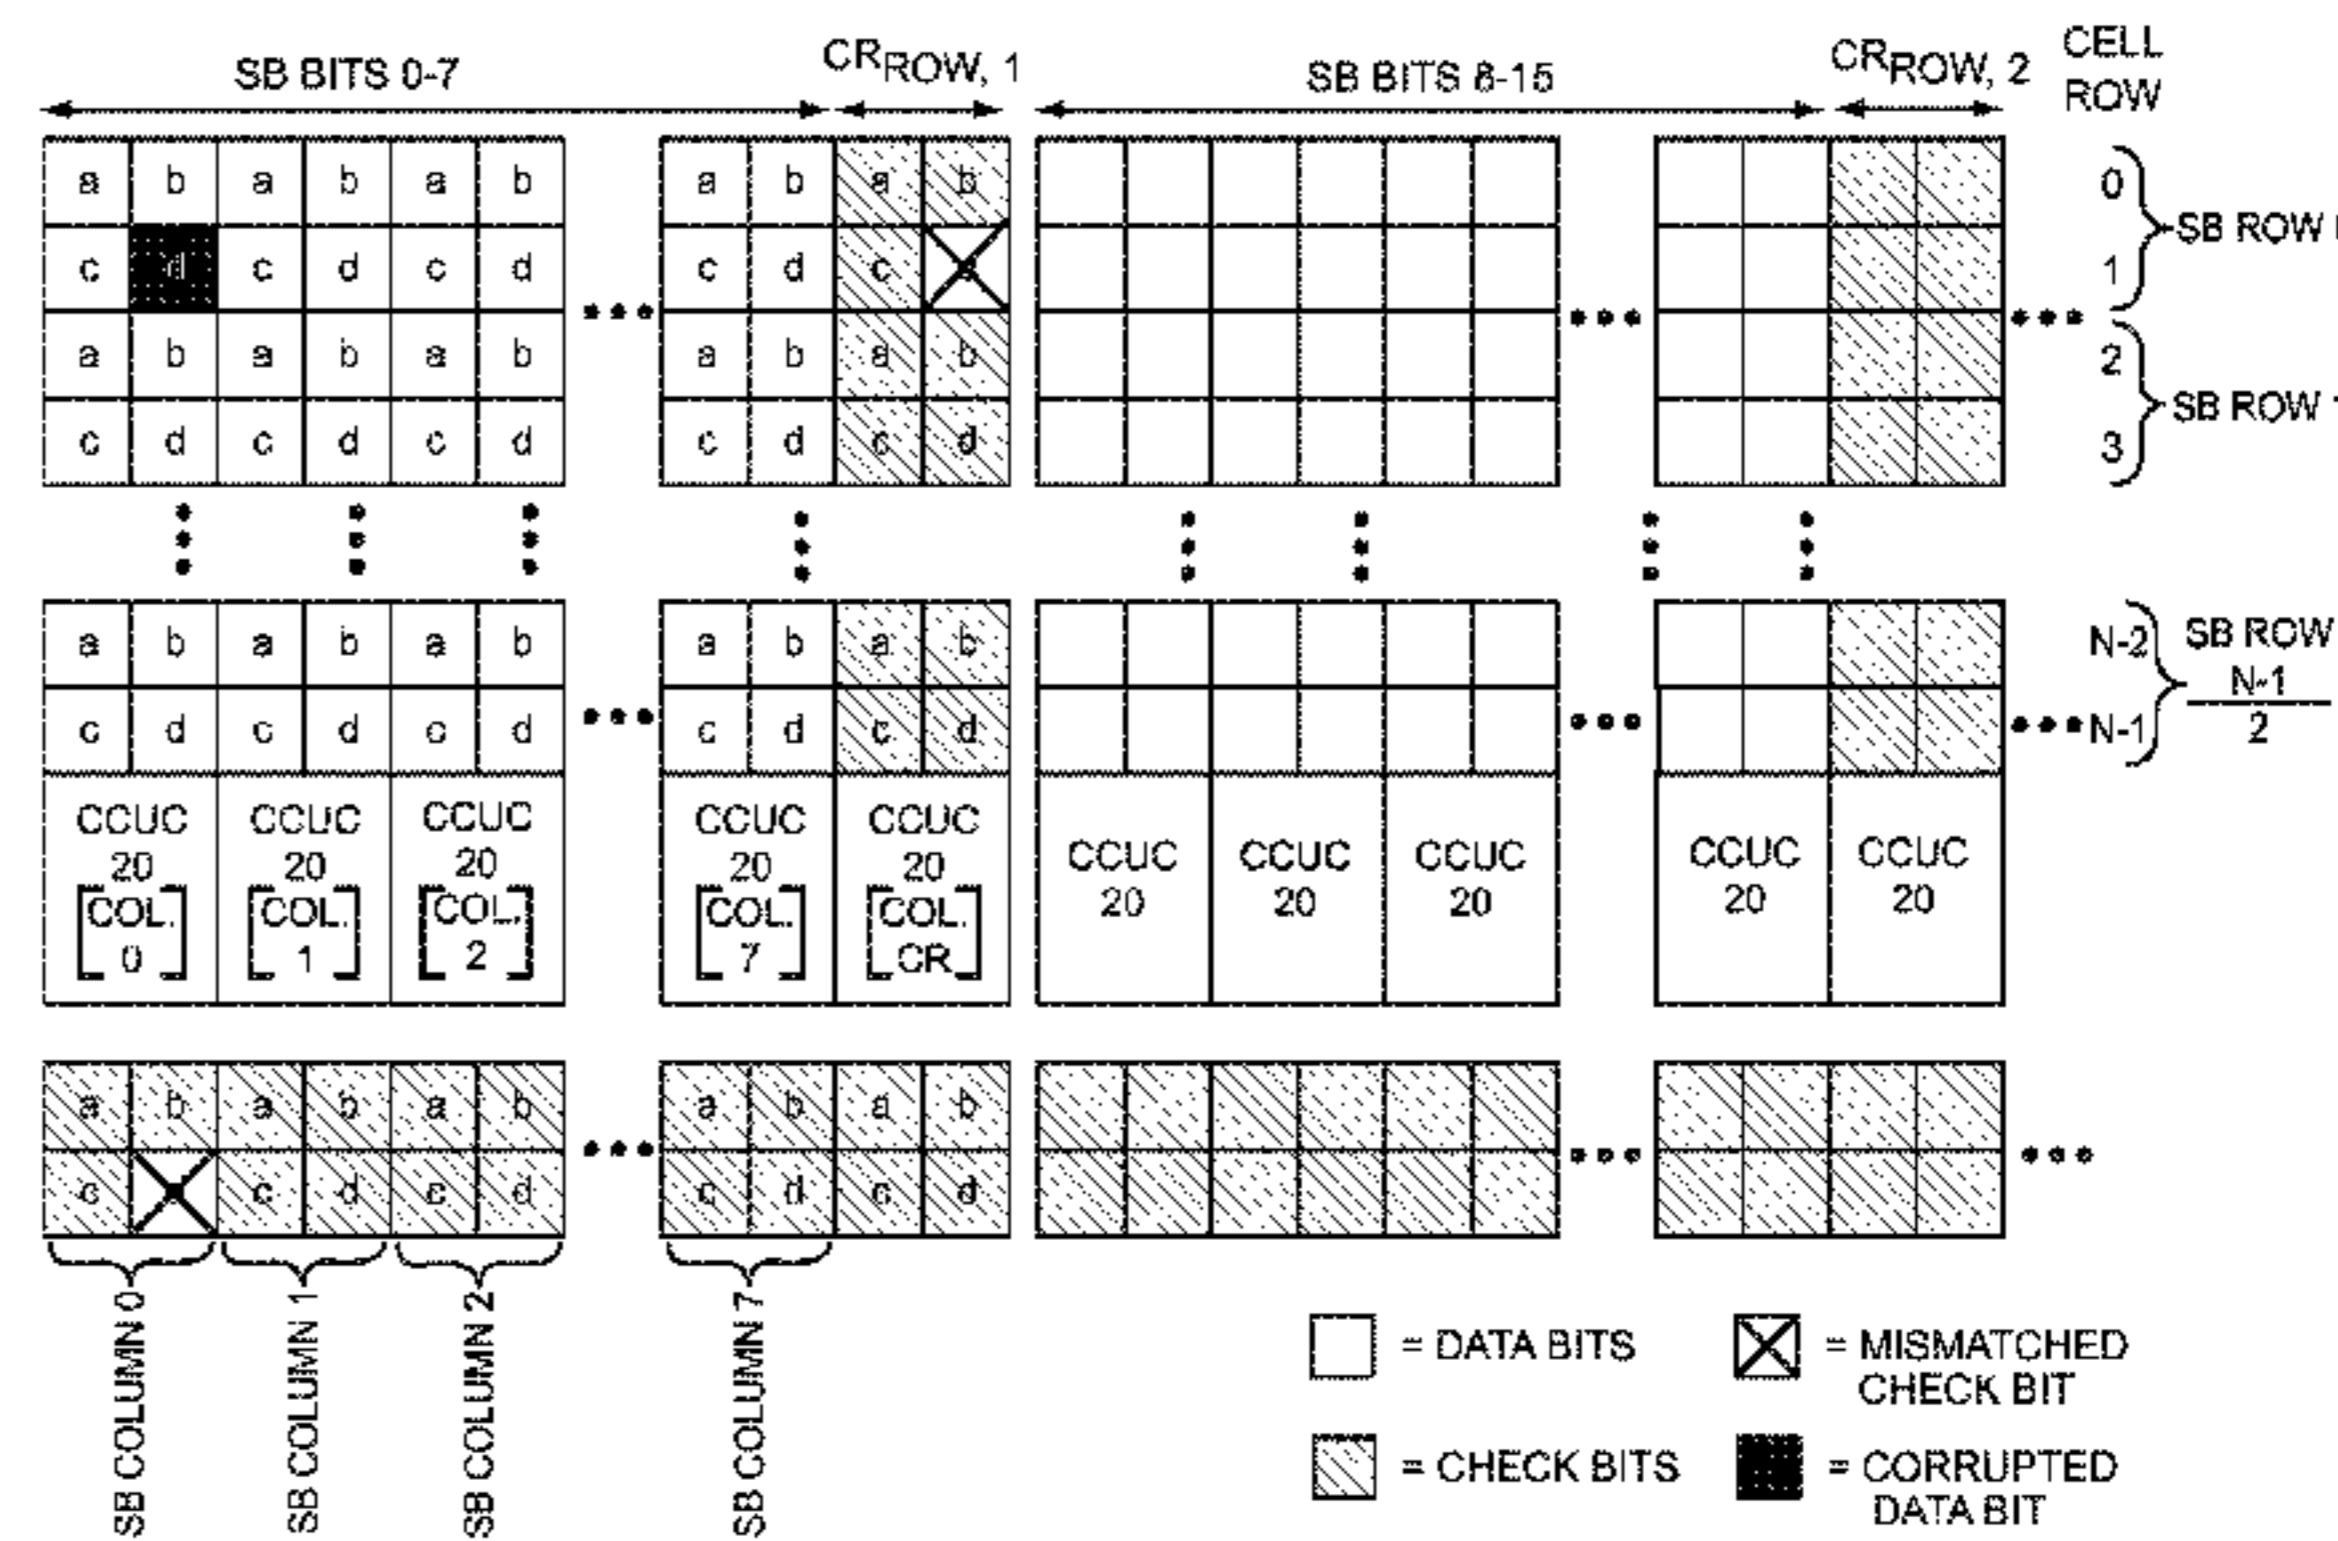 SB BITS 0-7 CRROW, 1 SB BITS 8-15 CRROW, 2 CELL
ROW
a b a b a b a b a b 0
SB ROW
c d c d c d c d c 1
a b a b a b a b a b 2
SB ROW
c d c d c d c d c d 3
a b a b a b a b a b N-2 SB ROW
N-1
c d c d c d c d c d N-1 2
CCUC CCUC CCUC CCUC CCUC CCUC CCUC CCUC CCUC CCUC
20 20 20 20 20 20 20 20 20 20
COL. COL. COL. COL. COL.
0 1 2 7 CR
a b a b a b a b a b
c c d c d c d c d
SB COLUMN 0
SB COLUMN 1
SB COLUMN 2
SB COLUMN 7
= DATA BITS = MISMATCHED
CHECK BIT
= CHECK BITS = CORRUPTED
DATA BIT